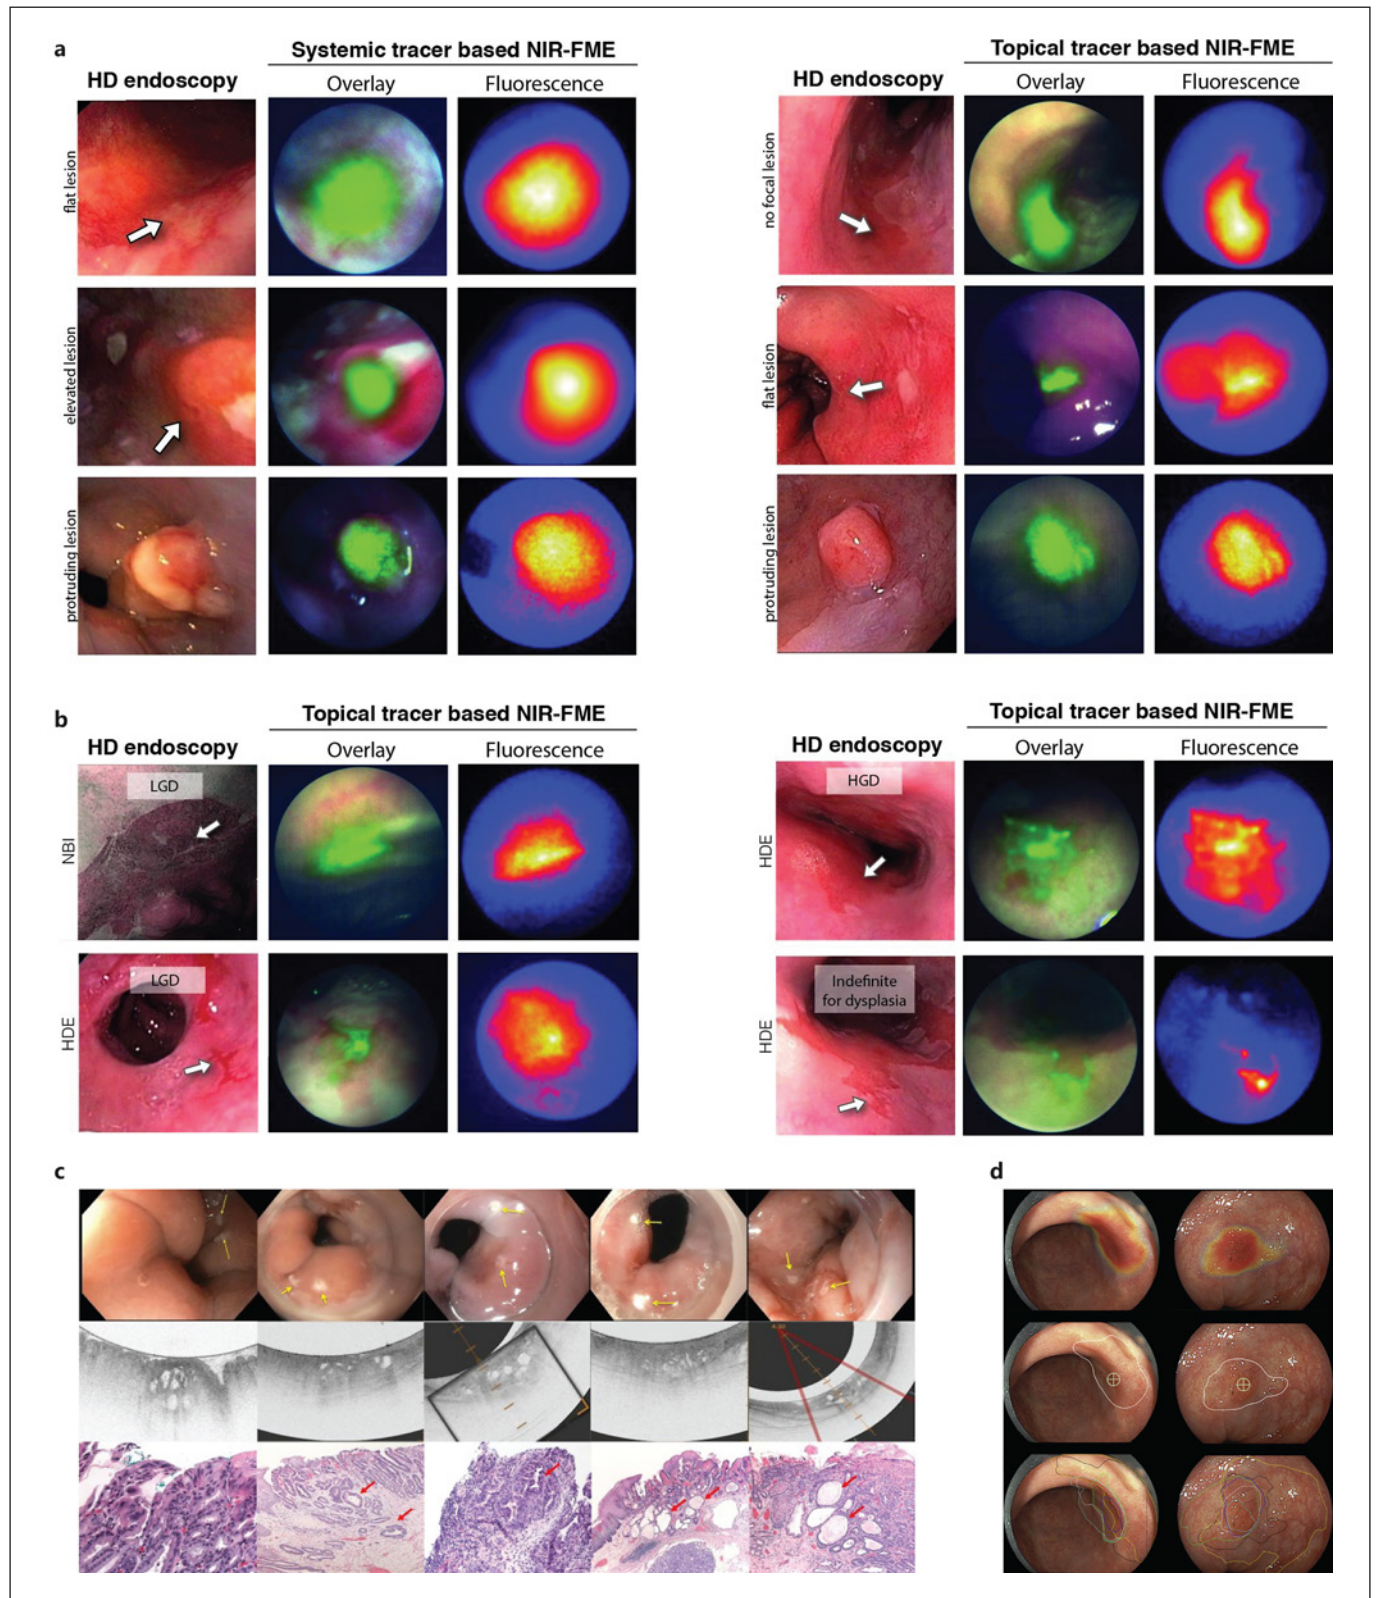 a
Systemic tracer based NIR-FME
HD endoscopy
Overlay
Fluorescence
flat lesion
elevated lesion
protruding lesion
Topical tracer based NIR-FME
HD endoscopy
Overlay
Fluorescence
no focal lesion
flat lesion
protruding lesion
b
Topical tracer based NIR-FME
HD endoscopy
Overlay
Fluorescence
NBI
LGD
HDE
LGD
Topical tracer based NIR-FME
HD endoscopy
Overlay
Fluorescence
HDE
HGD
HDE
Indefinite
for dysplasia
c
d